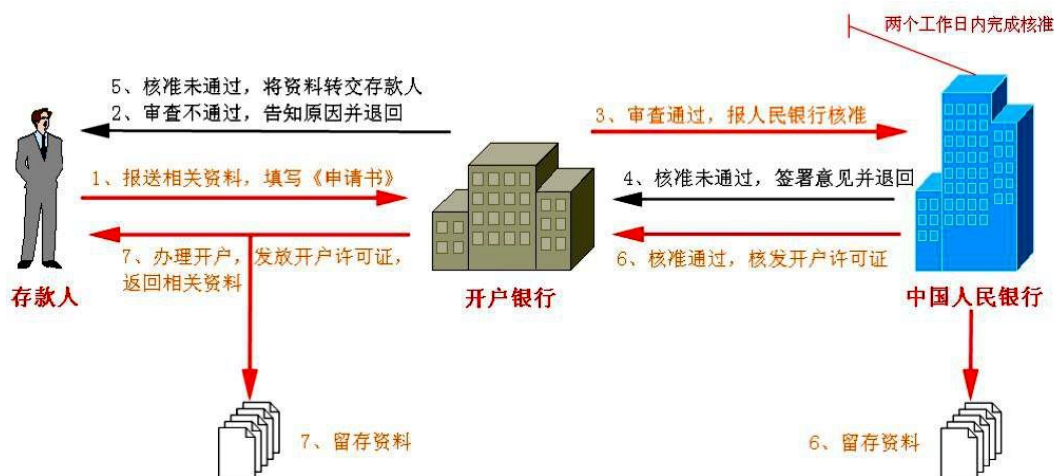 两个工作日内完成核准
5、核准未通过，将资料转交存款人
2、审查不通过，告知原因并退回
3、审查通过，报人民银行核准
1、报送相关资料，填写《申请书》
4、核准未通过，签署意见并退回
7、办理开户，发放开户许可证，
返回相关资料
6、核准通过，核发开户许可证
存款人
开户银行
中国人民银行
7、留存资料
6、留存资料